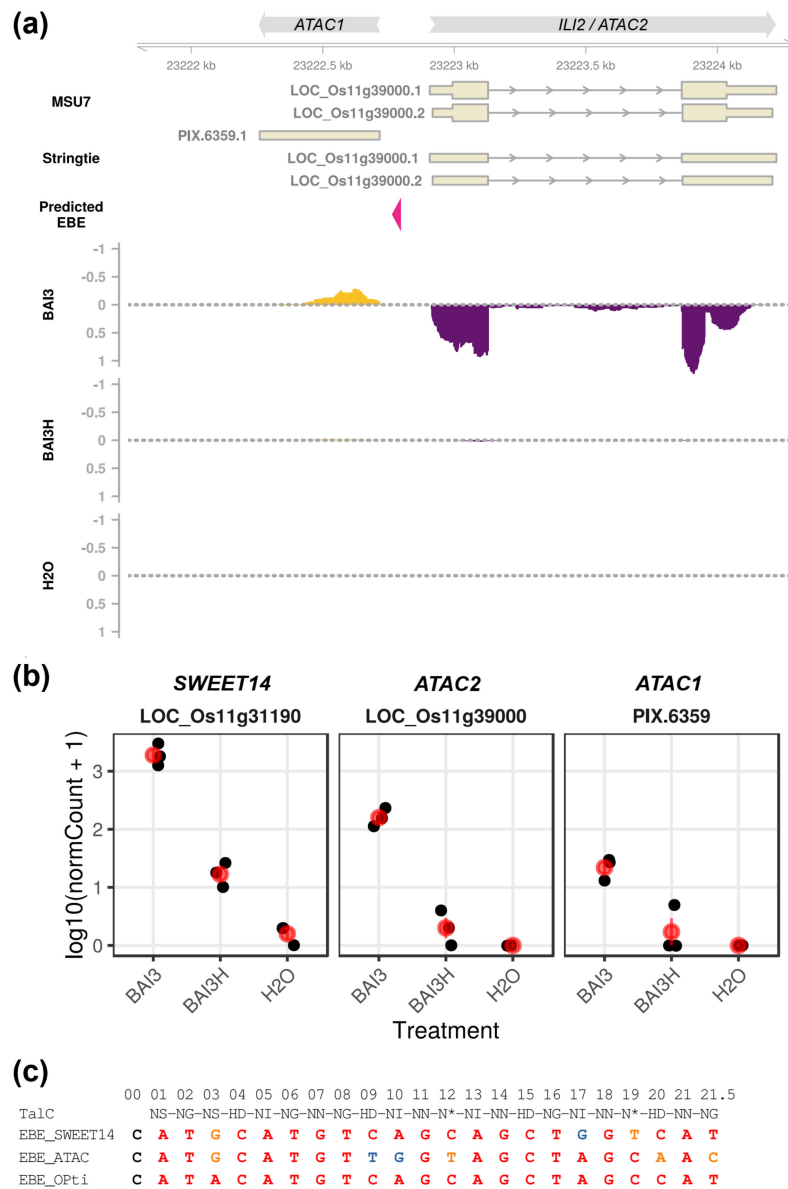 (a)
ATAC1 ILI2 / ATAC2
23222 kb 23222.5 kb 23223 kb 23223.5 kb 23224 kb
MSU7
LOC_Os11g39000.1
LOC_Os11g39000.2
PIX.6359.1
Stringtie
LOC_Os11g39000.1
LOC_Os11g39000.2
Predicted
EBE
BAI3
-1
-0.5
0
0.5
1
BAI3H
-1
-0.5
0
0.5
1
H2O
-1
-0.5
0
0.5
1
(b)
SWEET14 ATAC2 ATAC1
LOC_Os11g31190 LOC_Os11g39000 PIX.6359
log10(normCount + 1)
3
2
1
0
BAI3 BAI3H H2O BAI3 BAI3H H2O BAI3 BAI3H H2O
Treatment
(c)
00 01 02 03 04 05 06 07 08 09 10 11 12 13 14 15 16 17 18 19 20 21 21.5
TalC NS-NG-NS-HD-NI-NG-NN-NG-HD-NI-NN-N*-NI-NN-HD-NG-NI-NN-N*-HD-NN-NG
EBE_SWEET14 C A T G C A T G T C A G C A G C T G G T C A T
EBE_ATAC C A T G C A T G T T G G T A G C T A G C A A C
EBE_OPti C A T A C A T G T C A G C A G C T A G C C A T